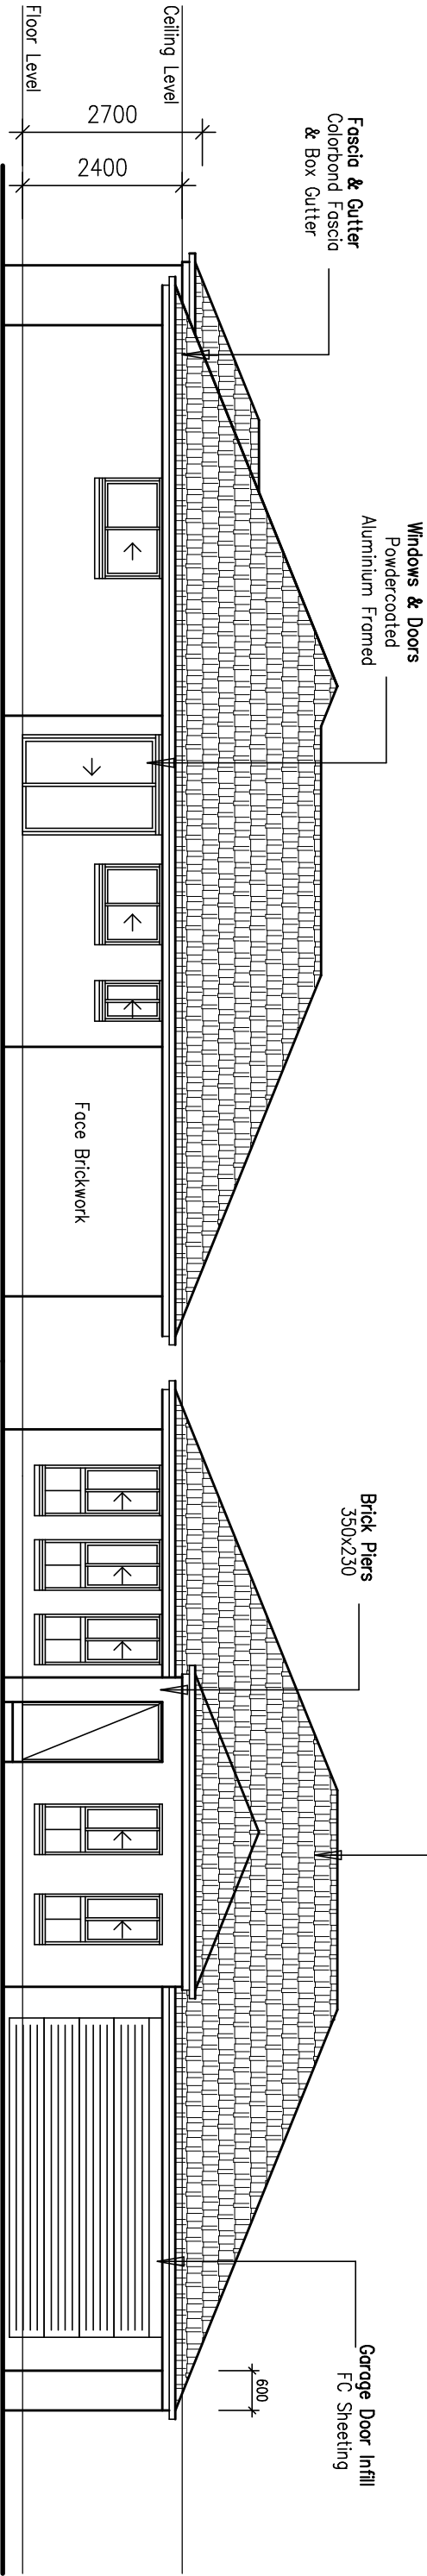 Fascia & Gutter
Colorbond Fascia
& Box Gutter
Windows & Doors
Powdercoated
Aluminium Framed
Brick Piers
350x230
Garage Door Infill
FC Sheeting
600
Ceiling Level
2700
2400
Floor Level
Face Brickwork